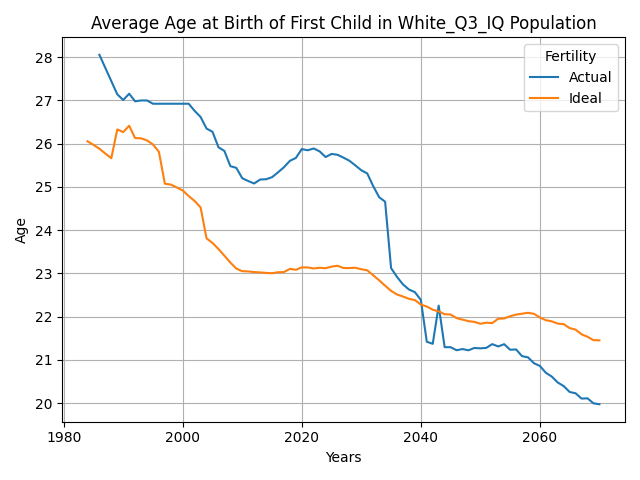 Average Age at Birth of First Child in White_Q3_IQ Population
Fertility
Actual
Ideal
28
27
26
25
24
23
22
21
20
Age
1980
2000
2020
2040
2060
Years